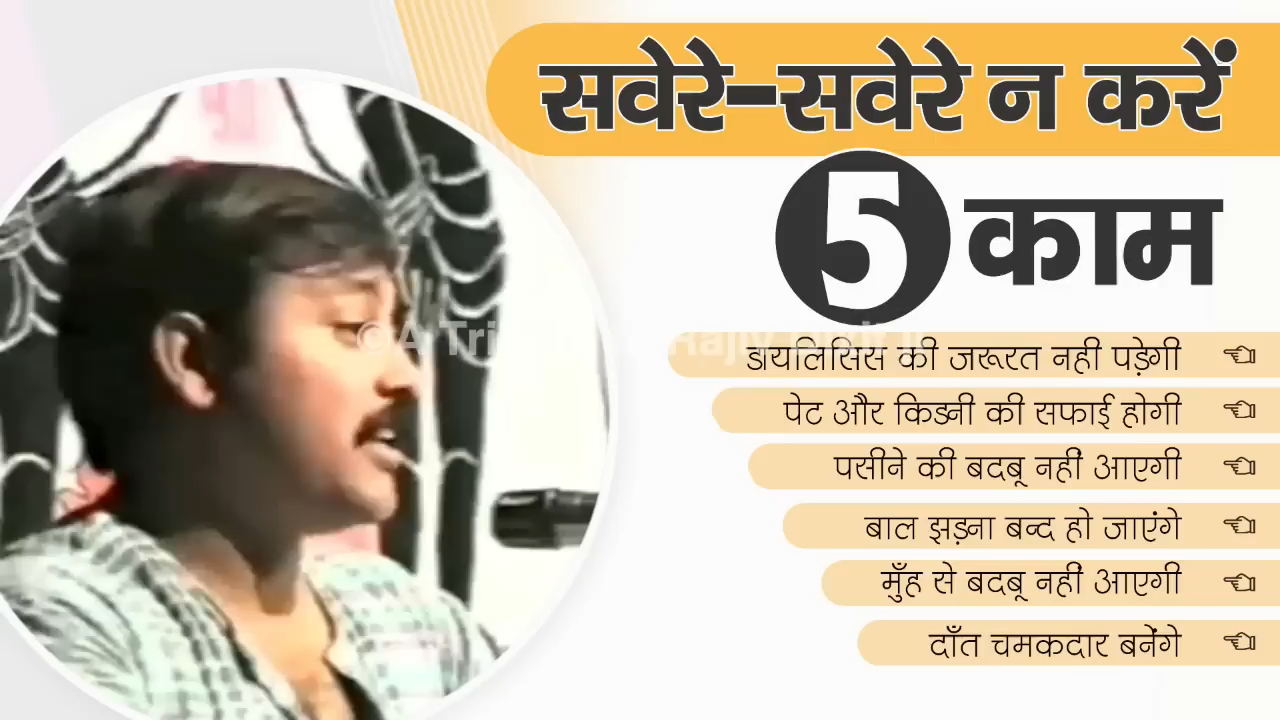 सवेरे-सवेरे न करें
5 काम
डायलिसिस की जरूरत नहीं पड़ेगी
पेट और किडनी की सफाई होगी
पसीने की बदबू नहीं आएगी
बाल झड़ना बन्द हो जाएंगे
मुँह से बदबू नहीं आएगी
दाँत चमकदार बनेंगे